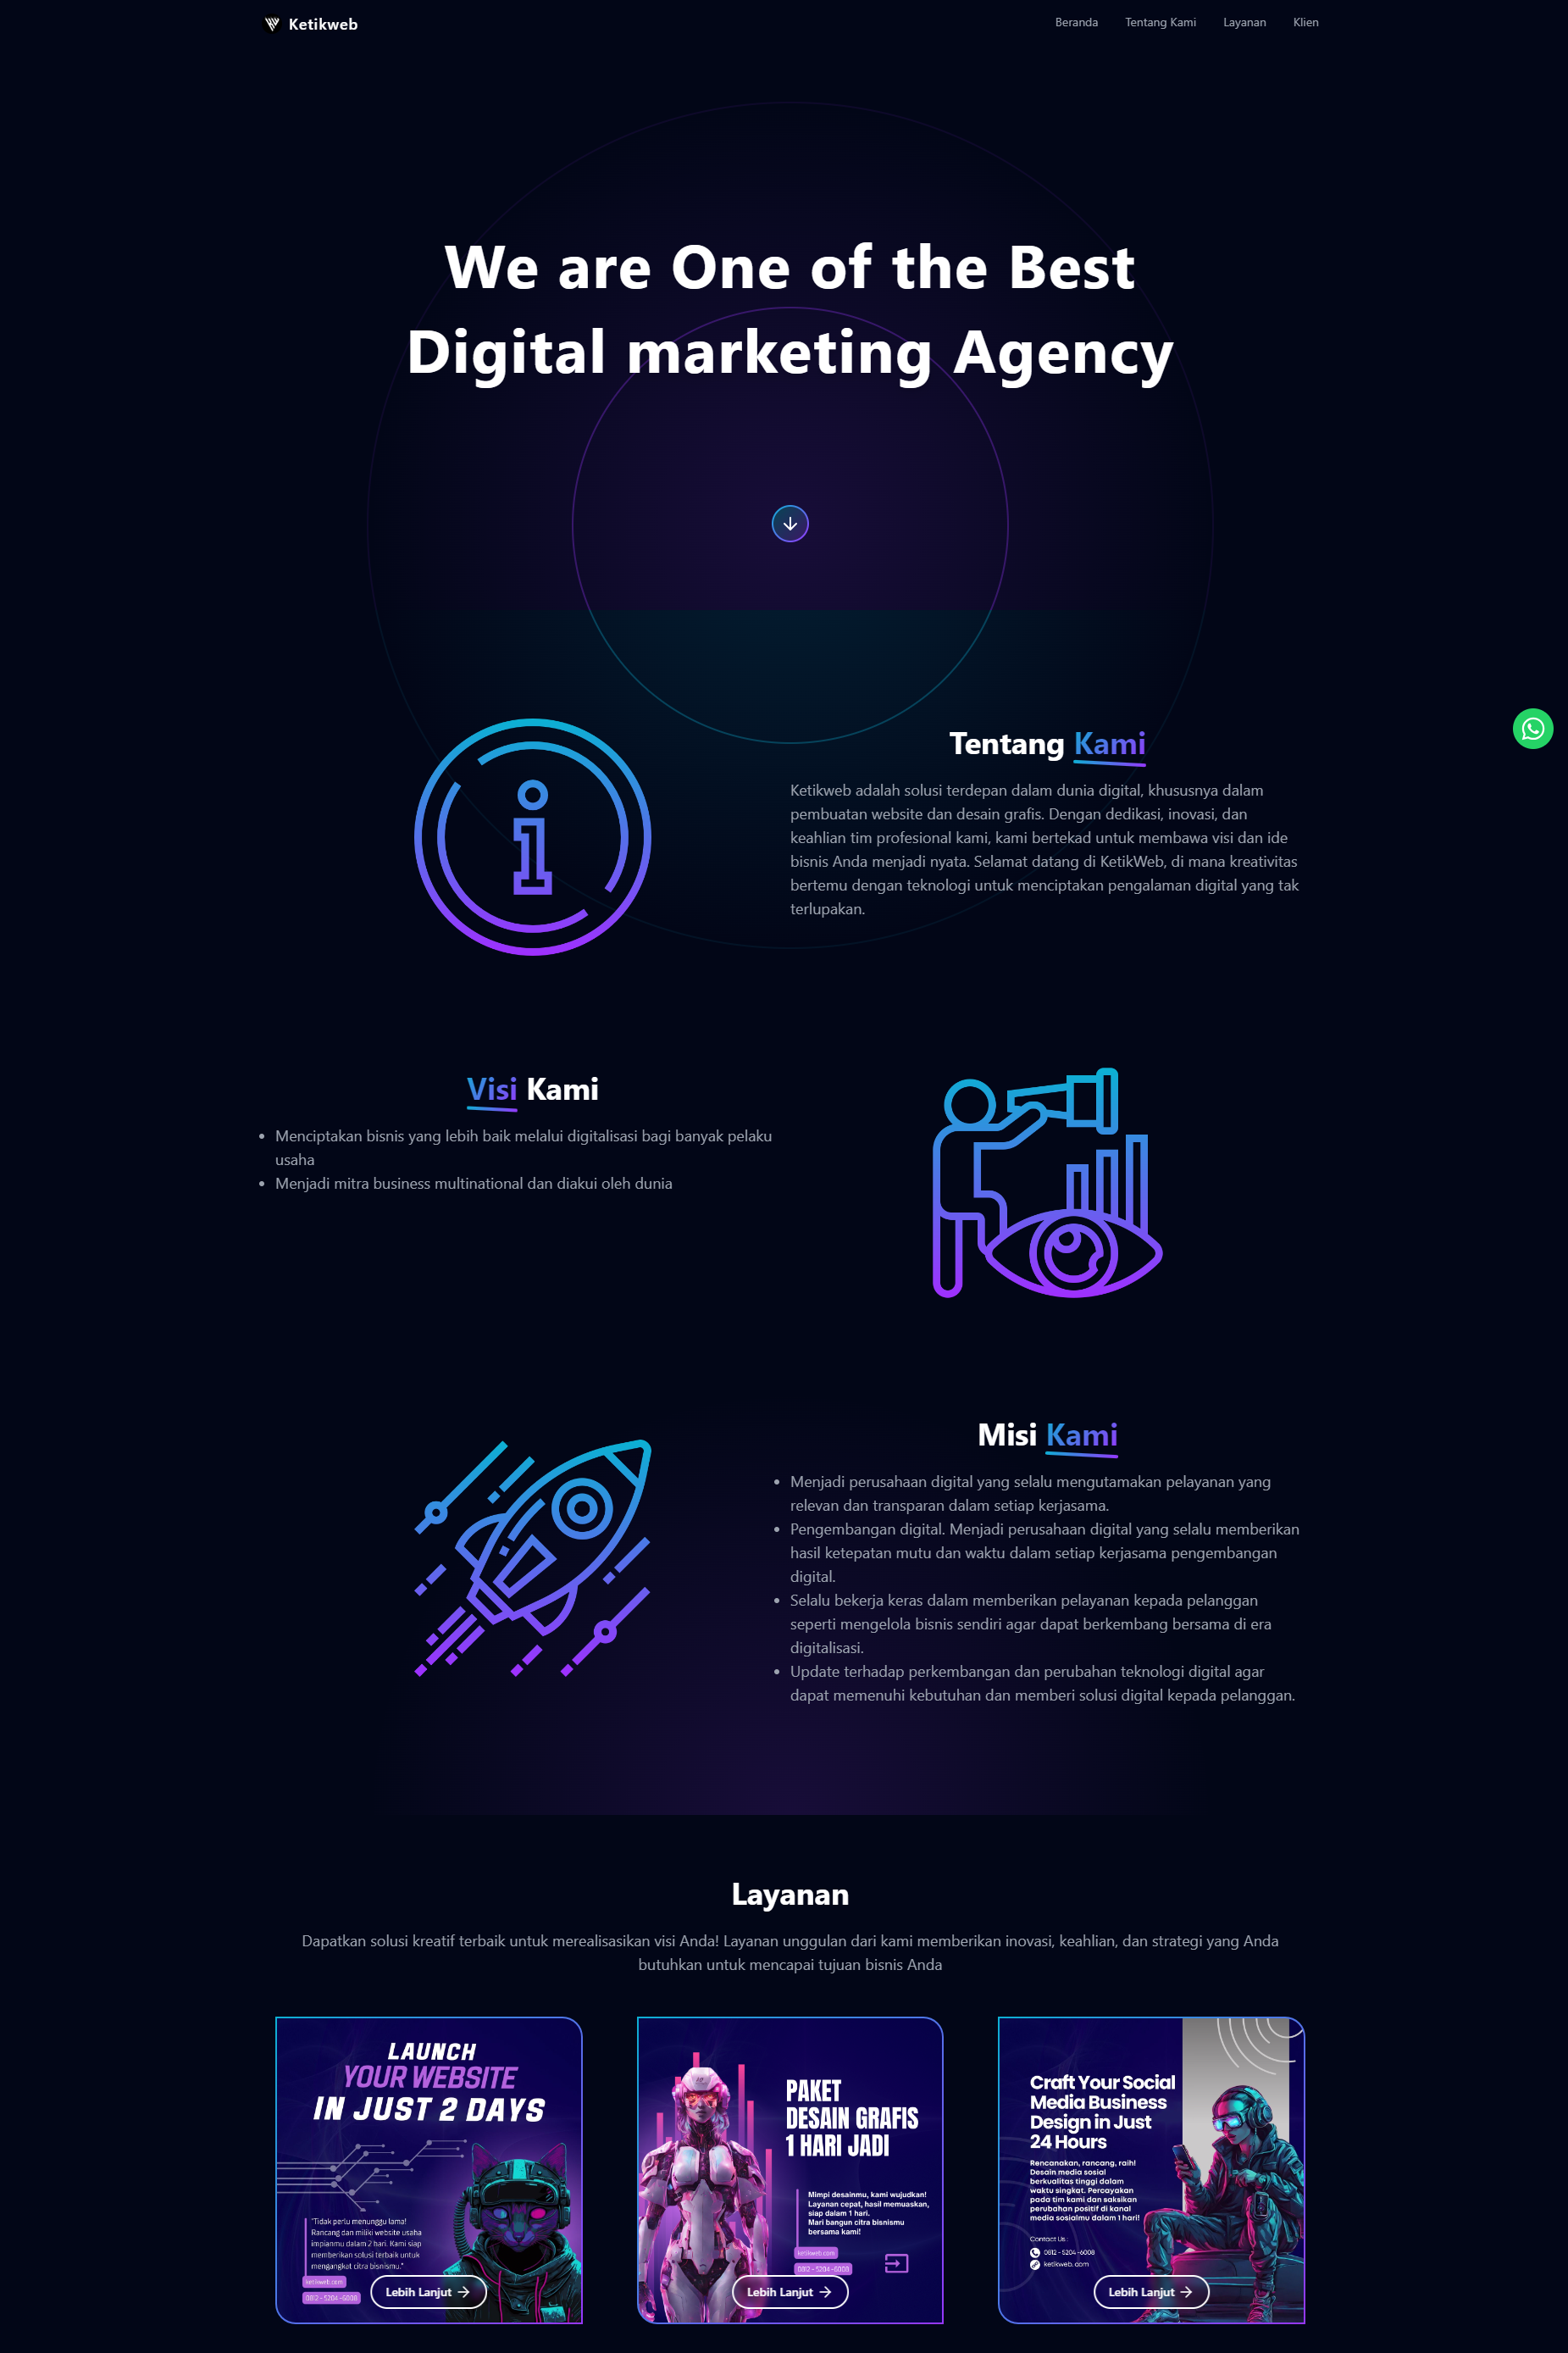 Ketikweb
Beranda
Tentang Kami
Layanan
Klien
We are One of the Best
Digital marketing Agency
Tentang Kami
Ketikweb adalah solusi terdepan dalam dunia digital, khususnya dalam
pembuatan website dan desain grafis. Dengan dedikasi, inovasi, dan
keahlian tim profesional kami, kami bertekad untuk membawa visi dan ide
bisnis Anda menjadi nyata. Selamat datang di KetikWeb, di mana kreativitas
bertemu dengan teknologi untuk menciptakan pengalaman digital yang tak
terlupakan.
Visi Kami
• Menciptakan bisnis yang lebih baik melalui digitalisasi bagi banyak pelaku
usaha
• Menjadi mitra business multinational dan diakui oleh dunia
Misi Kami
• Menjadi perusahaan digital yang selalu mengutamakan pelayanan yang
relevan dan transparan dalam setiap kerjasama.
• Pengembangan digital. Menjadi perusahaan digital yang selalu memberikan
hasil ketepatan mutu dan waktu dalam setiap kerjasama pengembangan
digital.
• Selalu bekerja keras dalam memberikan pelayanan kepada pelanggan
seperti mengelola bisnis sendiri agar dapat berkembang bersama di era
digitalisasi.
• Update terhadap perkembangan dan perubahan teknologi digital agar
dapat memenuhi kebutuhan dan memberi solusi digital kepada pelanggan.
Layanan
Dapatkan solusi kreatif terbaik untuk merealisasikan visi Anda! Layanan unggulan dari kami memberikan inovasi, keahlian, dan strategi yang Anda
butuhkan untuk mencapai tujuan bisnis Anda
LAUNCH
YOUR WEBSITE
IN JUST 2 DAYS
"Tidak perlu menunggu lama!
Rancang dan miliki website usaha
impianmu dalam 2 hari. Kami siap
memberikan solusi terbaik untuk
mengangkat citra bisnismu."
ketikweb.com
0812 - 5204 -6008
Lebih Lanjut
PAKET
DESAIN GRAFIS
1 HARI JADI
Mimpi desainmu, kami wujudkan!
Layanan cepat, hasil memuaskan,
siap dalam 1 hari.
Mari bangun citra bisnismu
bersama kami!
ketikweb.com
0812 - 5204 -6008
Lebih Lanjut
Craft Your Social
Media Business
Design in Just
24 Hours
Rencanakan, rancang, raih!
Desain media sosial
berkualitas tinggi dalam
waktu singkat. Percayakan
pada tim kami dan saksikan
perubahan positif di kanal
media sosialmu dalam 1 hari!
Contact Us :
0812 - 5204 -6008
ketikweb. com
Lebih Lanjut